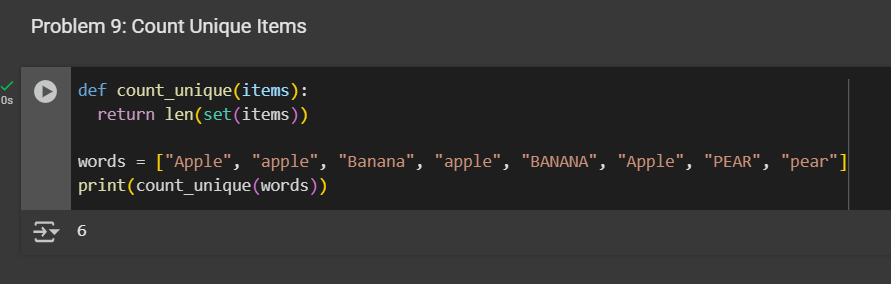 Problem 9: Count Unique Items
def count_unique(items):
  return len(set(items))
0s
words = ["Apple", "apple", "Banana", "apple", "BANANA", "Apple", "PEAR", "pear"]
print(count_unique(words))
6